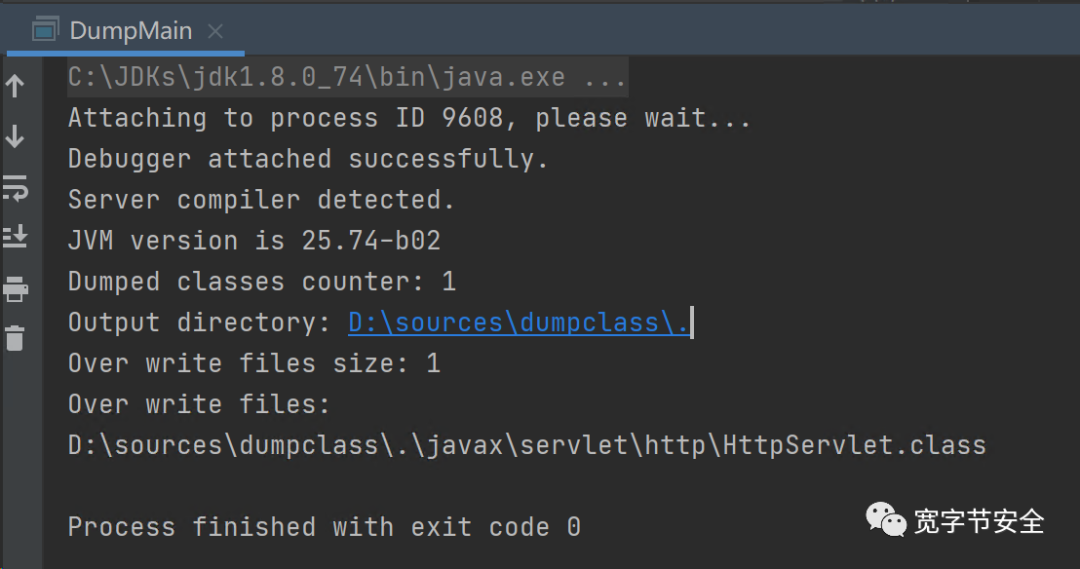 DumpMain
C:\JDKs\jdk1.8.0_74\bin\java.exe ...
Attaching to process ID 9608, please wait...
Debugger attached successfully.
Server compiler detected.
JVM version is 25.74-b02
Dumped classes counter: 1
Output directory: D:\sources\dumpclass\.
Over write files size: 1
Over write files:
D:\sources\dumpclass\.\javax\servlet\http\HttpServlet.class
Process finished with exit code 0
宽字节安全